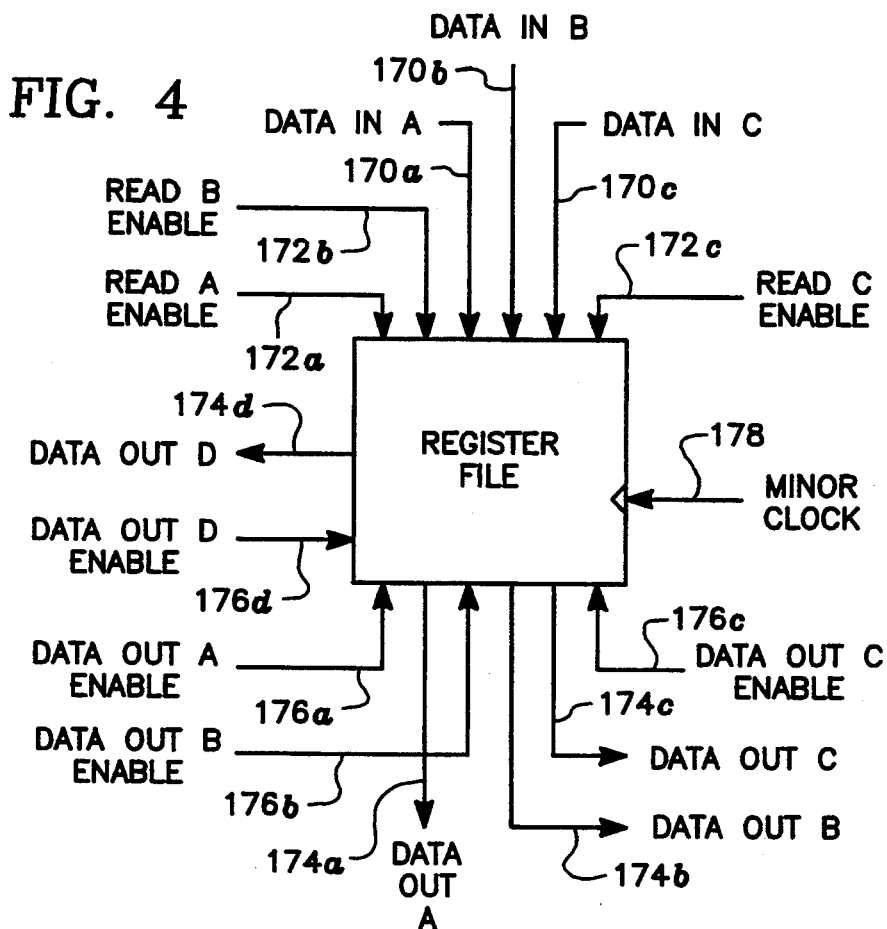 DATA IN B
FIG. 4
170b
DATA IN A
DATA IN C
170a
170c
READ B
ENABLE
172b
172c
READ A
ENABLE
READ C
ENABLE
172a
174d
REGISTER
FILE
178
DATA OUT D
MINOR
CLOCK
DATA OUT D
ENABLE
176d
176c
DATA OUT A
ENABLE
DATA OUT C
ENABLE
176a
174c
DATA OUT B
ENABLE
DATA OUT C
176b
DATA OUT B
174a
DATA
OUT
A
174b